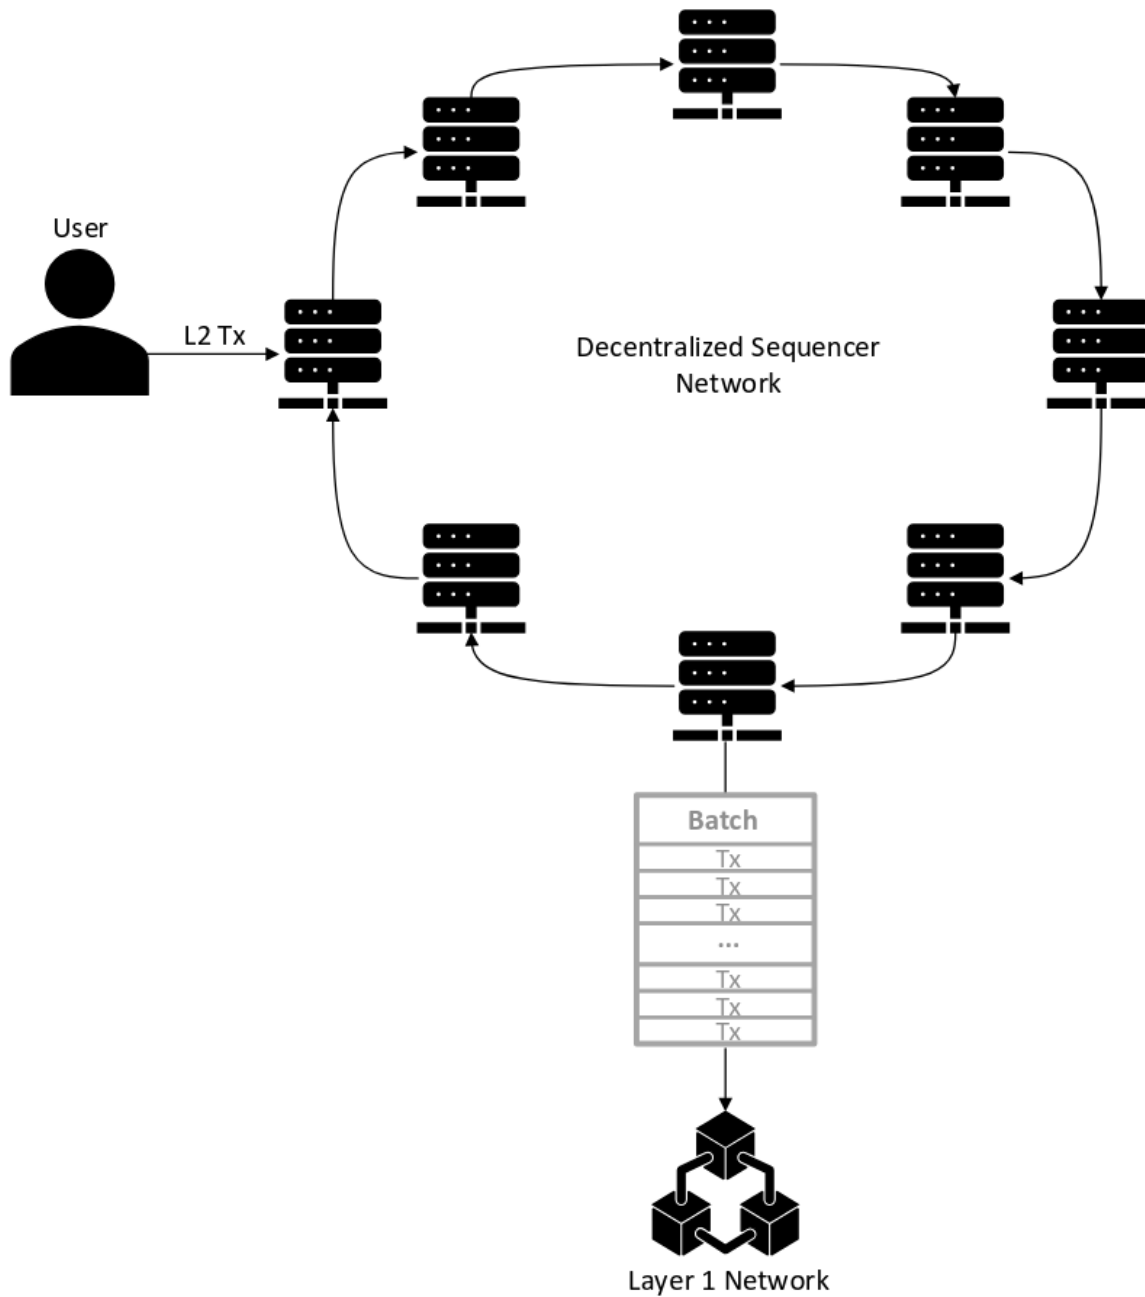 User
L2 Tx
Decentralized Sequencer
Network
Batch
Tx
Tx
Tx
...
Tx
Tx
Tx
Layer 1 Network